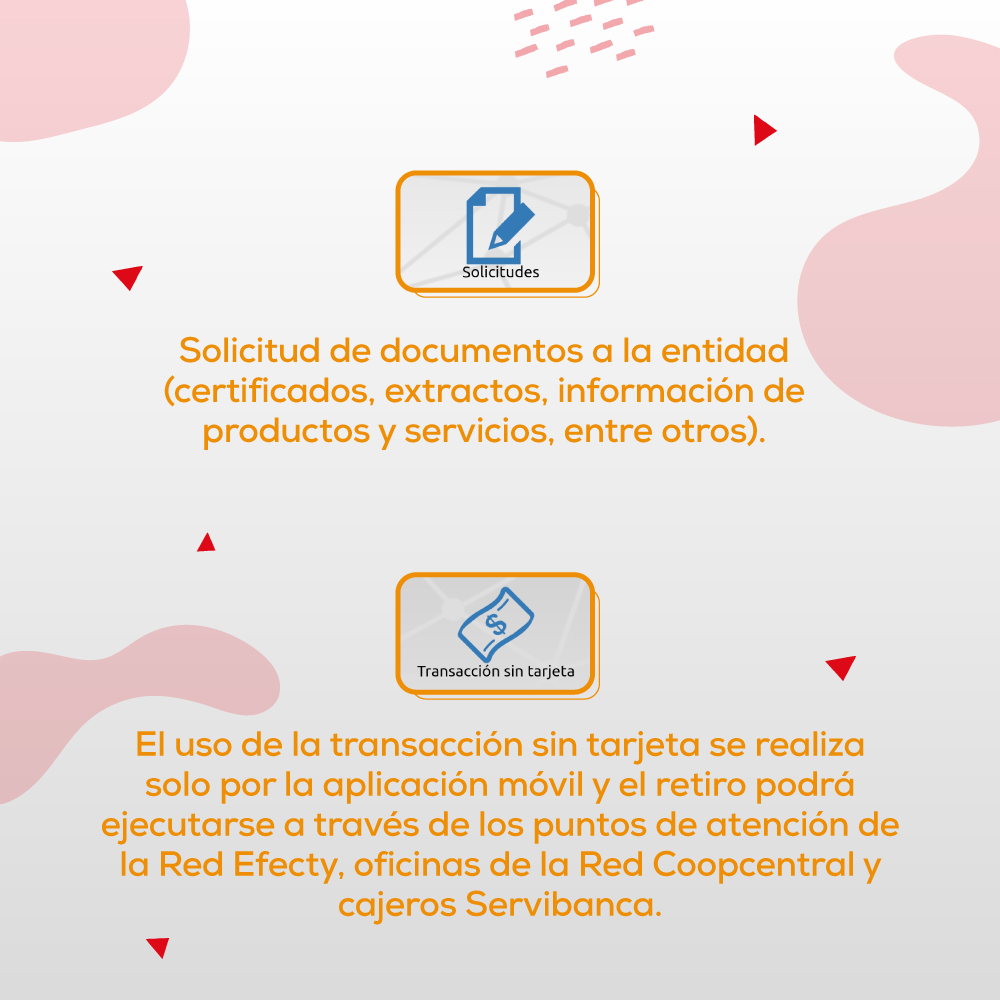 Solicitudes
Solicitud de documentos a la entidad
(certificados, extractos, información de
productos y servicios, entre otros).
$
Transacción sin tarjeta
El uso de la transacción sin tarjeta se realiza
solo por la aplicación móvil y el retiro podrá
ejecutarse a través de los puntos de atención de
la Red Efecty, oficinas de la Red Coopcentral y
cajeros Servibanca.